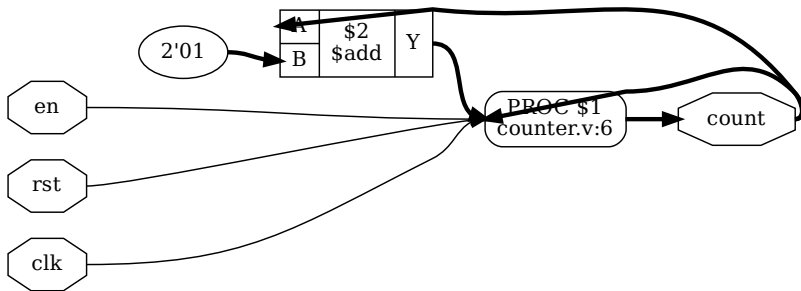 2'01
A
B
$2
$add
Y
en
rst
clk
PROC $1
counter.v:6
count